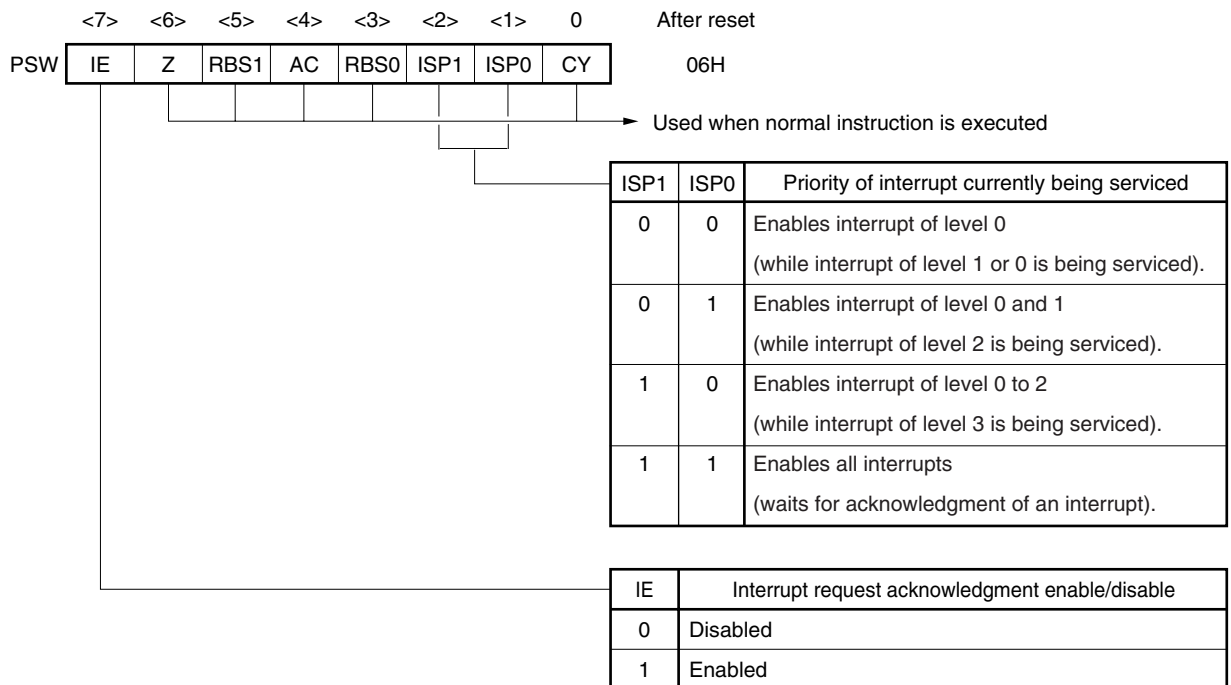 <7> <6> <5> <4> <3> <2> <1> 0 After reset
PSW IE Z RBS1 AC RBS0 ISP1 ISP0 CY 06H
Used when normal instruction is executed
ISP1 ISP0 Priority of interrupt currently being serviced
0 0 Enables interrupt of level 0
(while interrupt of level 1 or 0 is being serviced).
0 1 Enables interrupt of level 0 and 1
(while interrupt of level 2 is being serviced).
1 0 Enables interrupt of level 0 to 2
(while interrupt of level 3 is being serviced).
1 1 Enables all interrupts
(waits for acknowledgment of an interrupt).
IE Interrupt request acknowledgment enable/disable
0 Disabled
1 Enabled